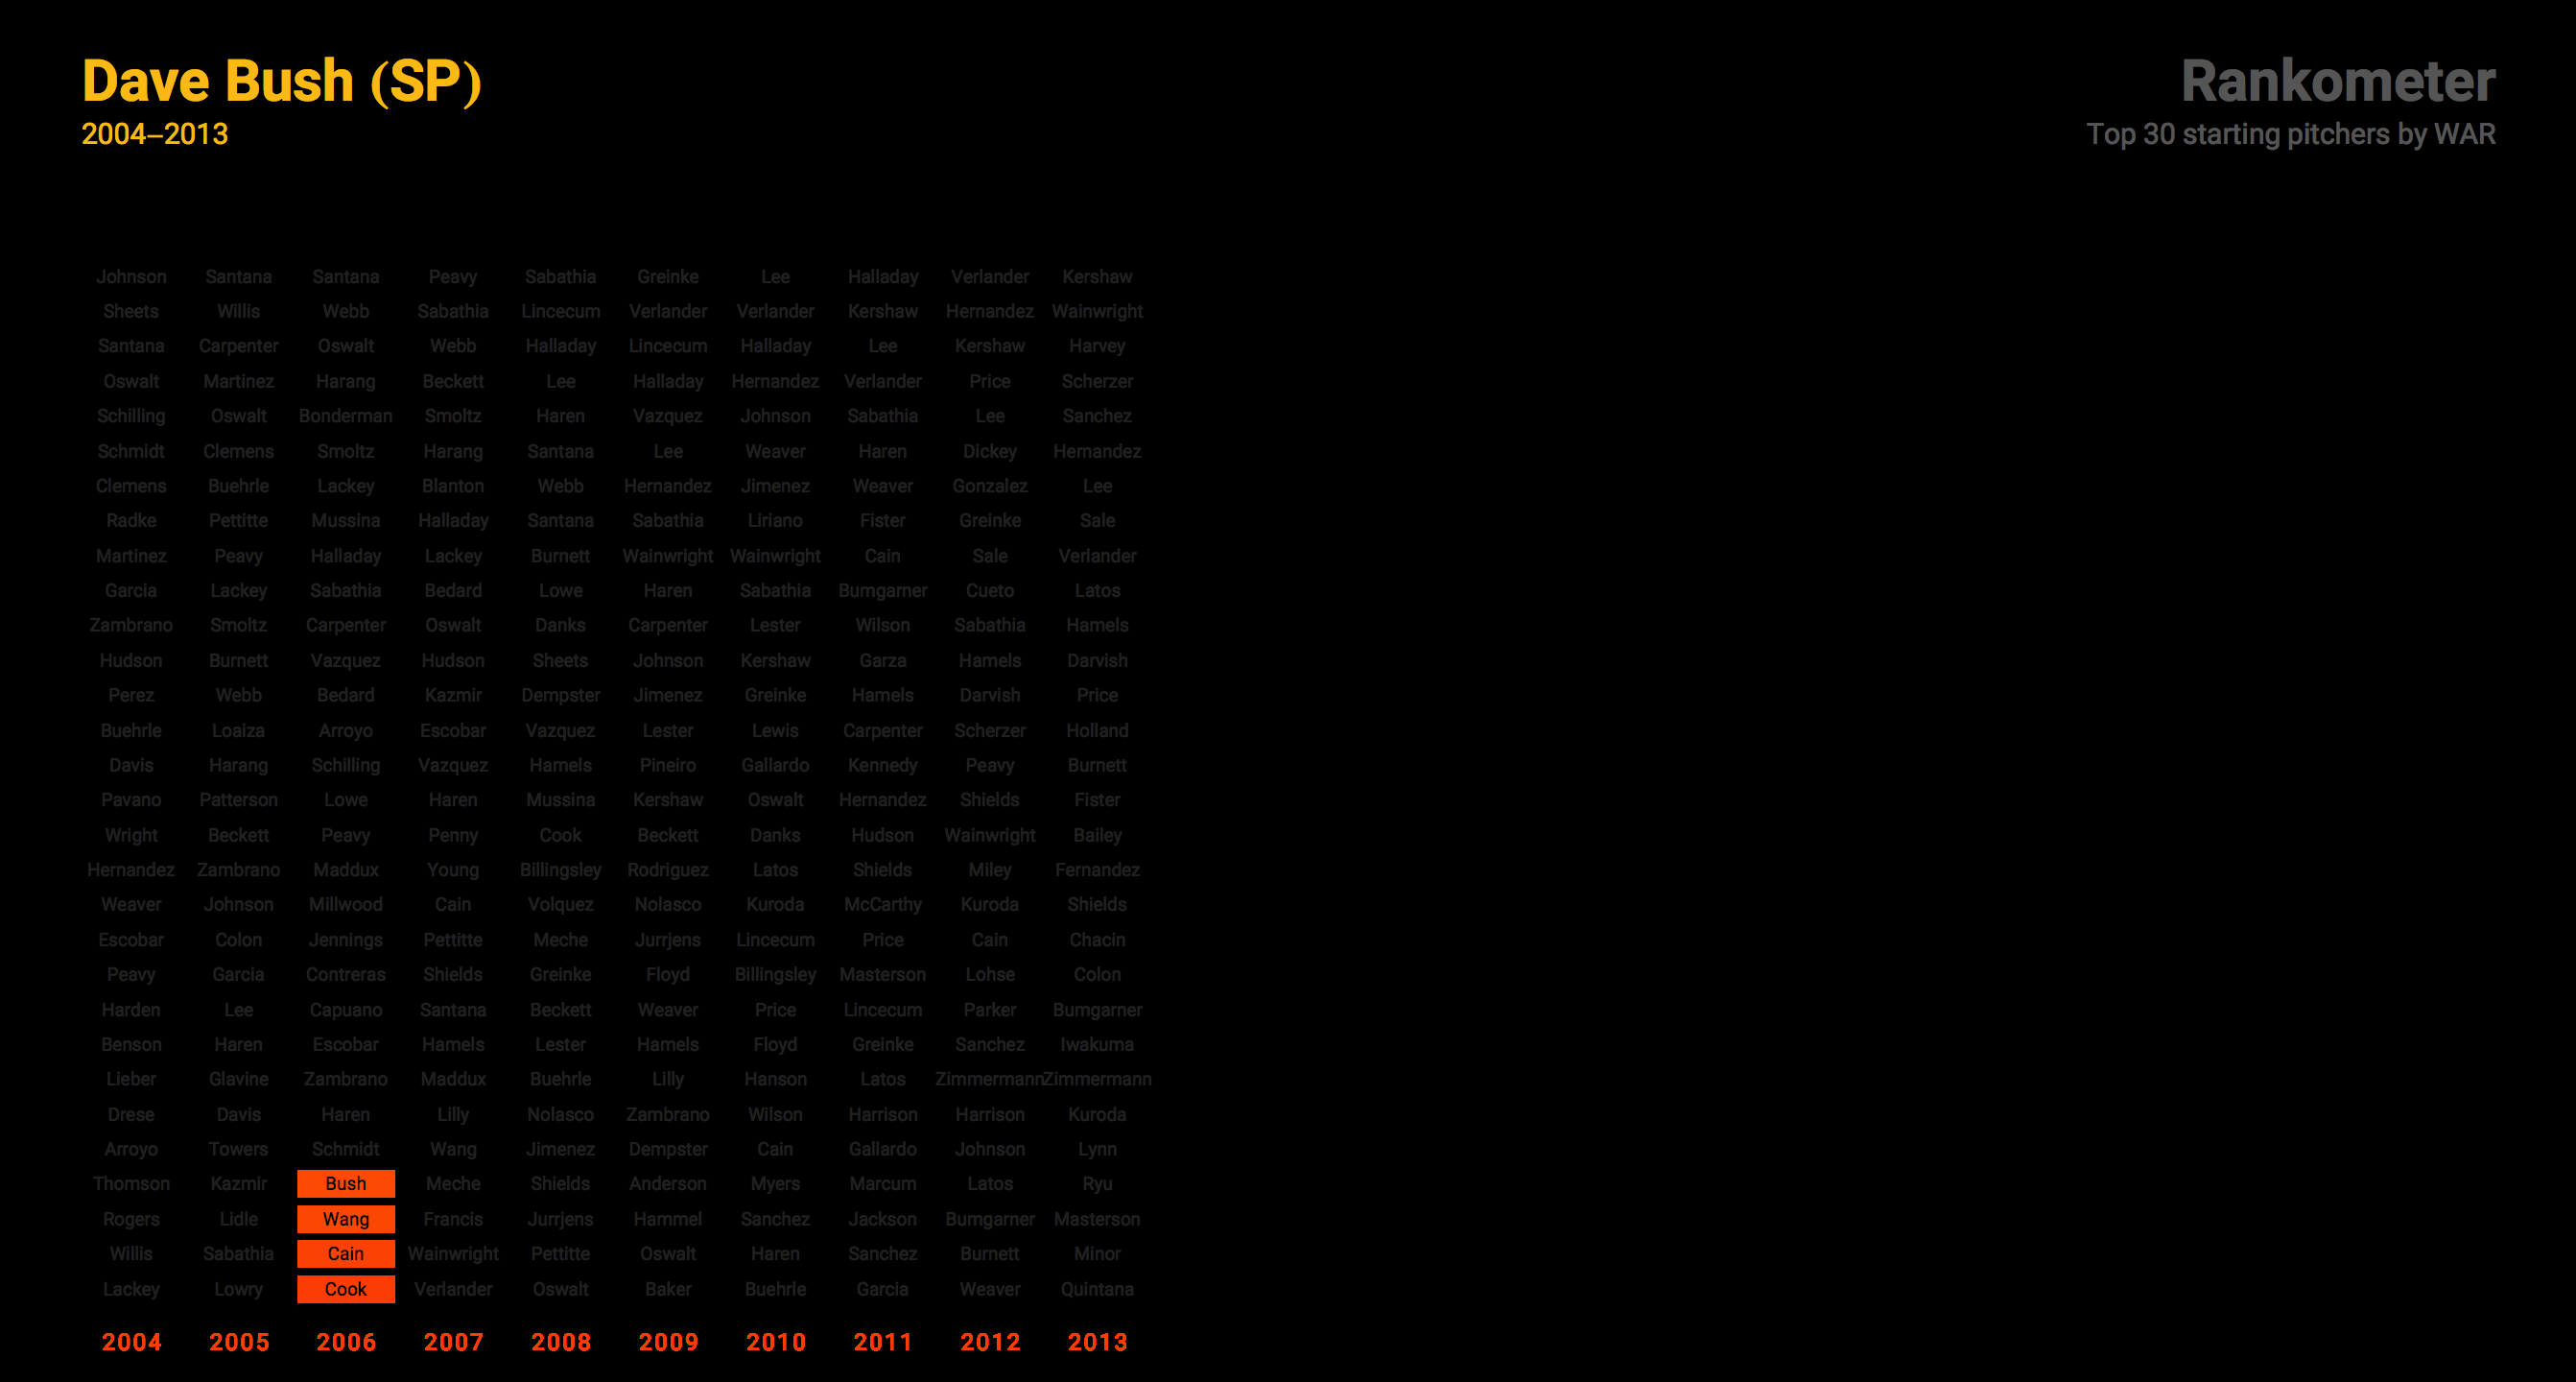 Dave Bush (SP)
2004–2013
Rankometer
Top 30 starting pitchers by WAR
Johnson Santana Santana Peavy Sabathia Greinke Lee Halladay Verlander Kershaw
Sheets Willis Webb Sabathia Lincecum Verlander Verlander Kershaw Hernandez Wainwright
Santana Carpenter Oswalt Webb Halladay Lincecum Halladay Lee Kershaw Harvey
Oswalt Martinez Harang Beckett Lee Halladay Hernandez Verlander Price Scherzer
Schilling Oswalt Bonderman Smoltz Haren Vazquez Johnson Sabathia Lee Sanchez
Schmidt Clemens Smoltz Harang Santana Lee Weaver Haren Dickey Hernandez
Clemens Buehrle Lackey Blanton Webb Hernandez Jimenez Weaver Gonzalez Lee
Radke Pettitte Mussina Halladay Santana Sabathia Liriano Fister Greinke Sale
Martinez Peavy Halladay Lackey Burnett Wainwright Wainwright Cain Sale Verlander
Garcia Lackey Sabathia Bedard Lowe Haren Sabathia Bumgarner Cueto Latos
Zambrano Smoltz Carpenter Oswalt Danks Carpenter Lester Wilson Sabathia Hamels
Hudson Burnett Vazquez Hudson Sheets Johnson Kershaw Garza Hamels Darvish
Perez Webb Bedard Kazmir Dempster Jimenez Greinke Hamels Darvish Price
Buehrle Loaiza Arroyo Escobar Vazquez Lester Lewis Carpenter Scherzer Holland
Davis Harang Schilling Vazquez Hamels Pineiro Gallardo Kennedy Peavy Burnett
Pavano Patterson Lowe Haren Mussina Kershaw Oswalt Hernandez Shields Fister
Wright Beckett Peavy Penny Cook Beckett Danks Hudson Wainwright Bailey
Hernandez Zambrano Maddux Young Billingsley Rodriguez Latos Shields Miley Fernandez
Weaver Johnson Millwood Cain Volquez Nolasco Kuroda McCarthy Kuroda Shields
Escobar Colon Jennings Pettitte Meche Jurrjens Lincecum Price Cain Chacin
Peavy Garcia Contreras Shields Greinke Floyd Billingsley Masterson Lohse Colon
Harden Lee Capuano Santana Beckett Weaver Price Lincecum Parker Bumgarner
Benson Haren Escobar Hamels Lester Hamels Floyd Greinke Sanchez Iwakuma
Lieber Glavine Zambrano Maddux Buehrle Lilly Hanson Latos Zimmermann Zimmermann
Drese Davis Haren Lilly Nolasco Zambrano Wilson Harrison Harrison Kuroda
Arroyo Towers Schmidt Wang Jimenez Dempster Cain Gallardo Johnson Lynn
Thomson Kazmir Bush Meche Shields Anderson Myers Marcum Latos Ryu
Rogers Lidle Wang Francis Jurrjens Hammel Sanchez Jackson Bumgarner Masterson
Willis Sabathia Cain Wainwright Pettitte Oswalt Haren Sanchez Burnett Minor
Lackey Lowry Cook Verlander Oswalt Baker Buehrle Garcia Weaver Quintana
2004 2005 2006 2007 2008 2009 2010 2011 2012 2013